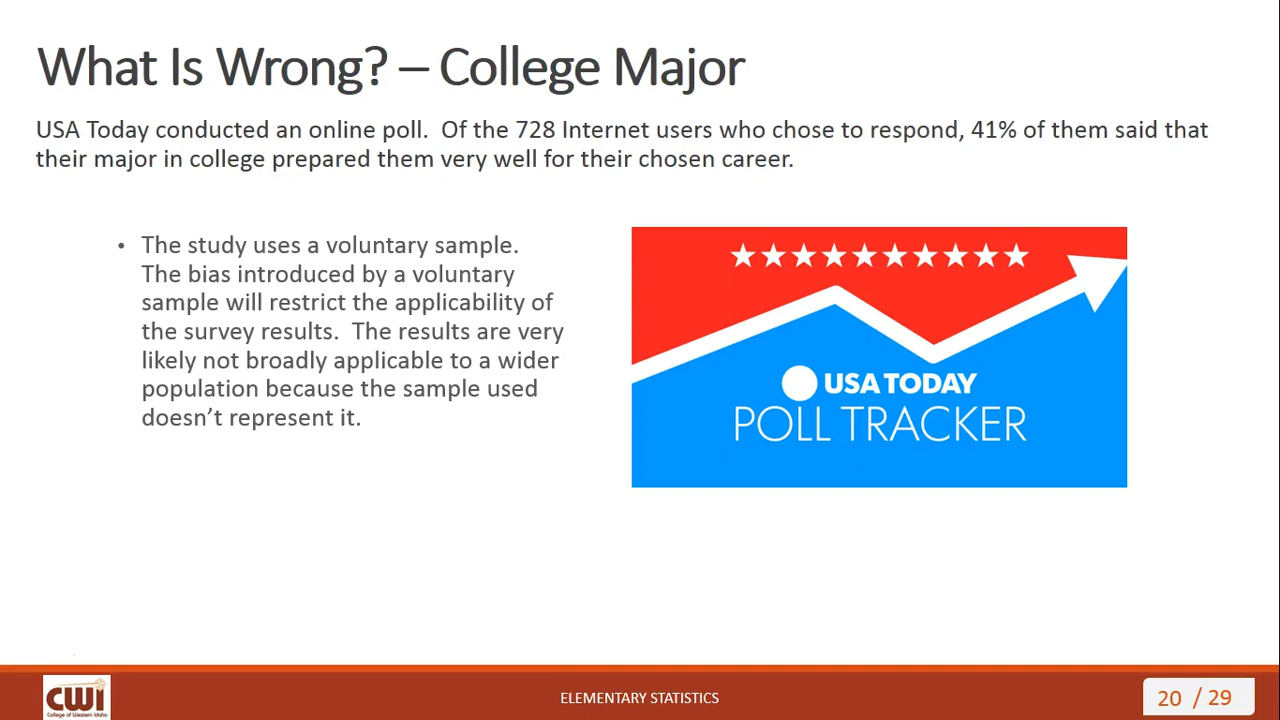 What Is Wrong? – College Major
USA Today conducted an online poll.  Of the 728 Internet users who chose to respond, 41% of them said that
their major in college prepared them very well for their chosen career.
• The study uses a voluntary sample.
The bias introduced by a voluntary
sample will restrict the applicability of
the survey results.  The results are very
likely not broadly applicable to a wider
population because the sample used
doesn’t represent it.
USA TODAY
POLL TRACKER
CWI
College of Western Idaho
ELEMENTARY STATISTICS
20 / 29